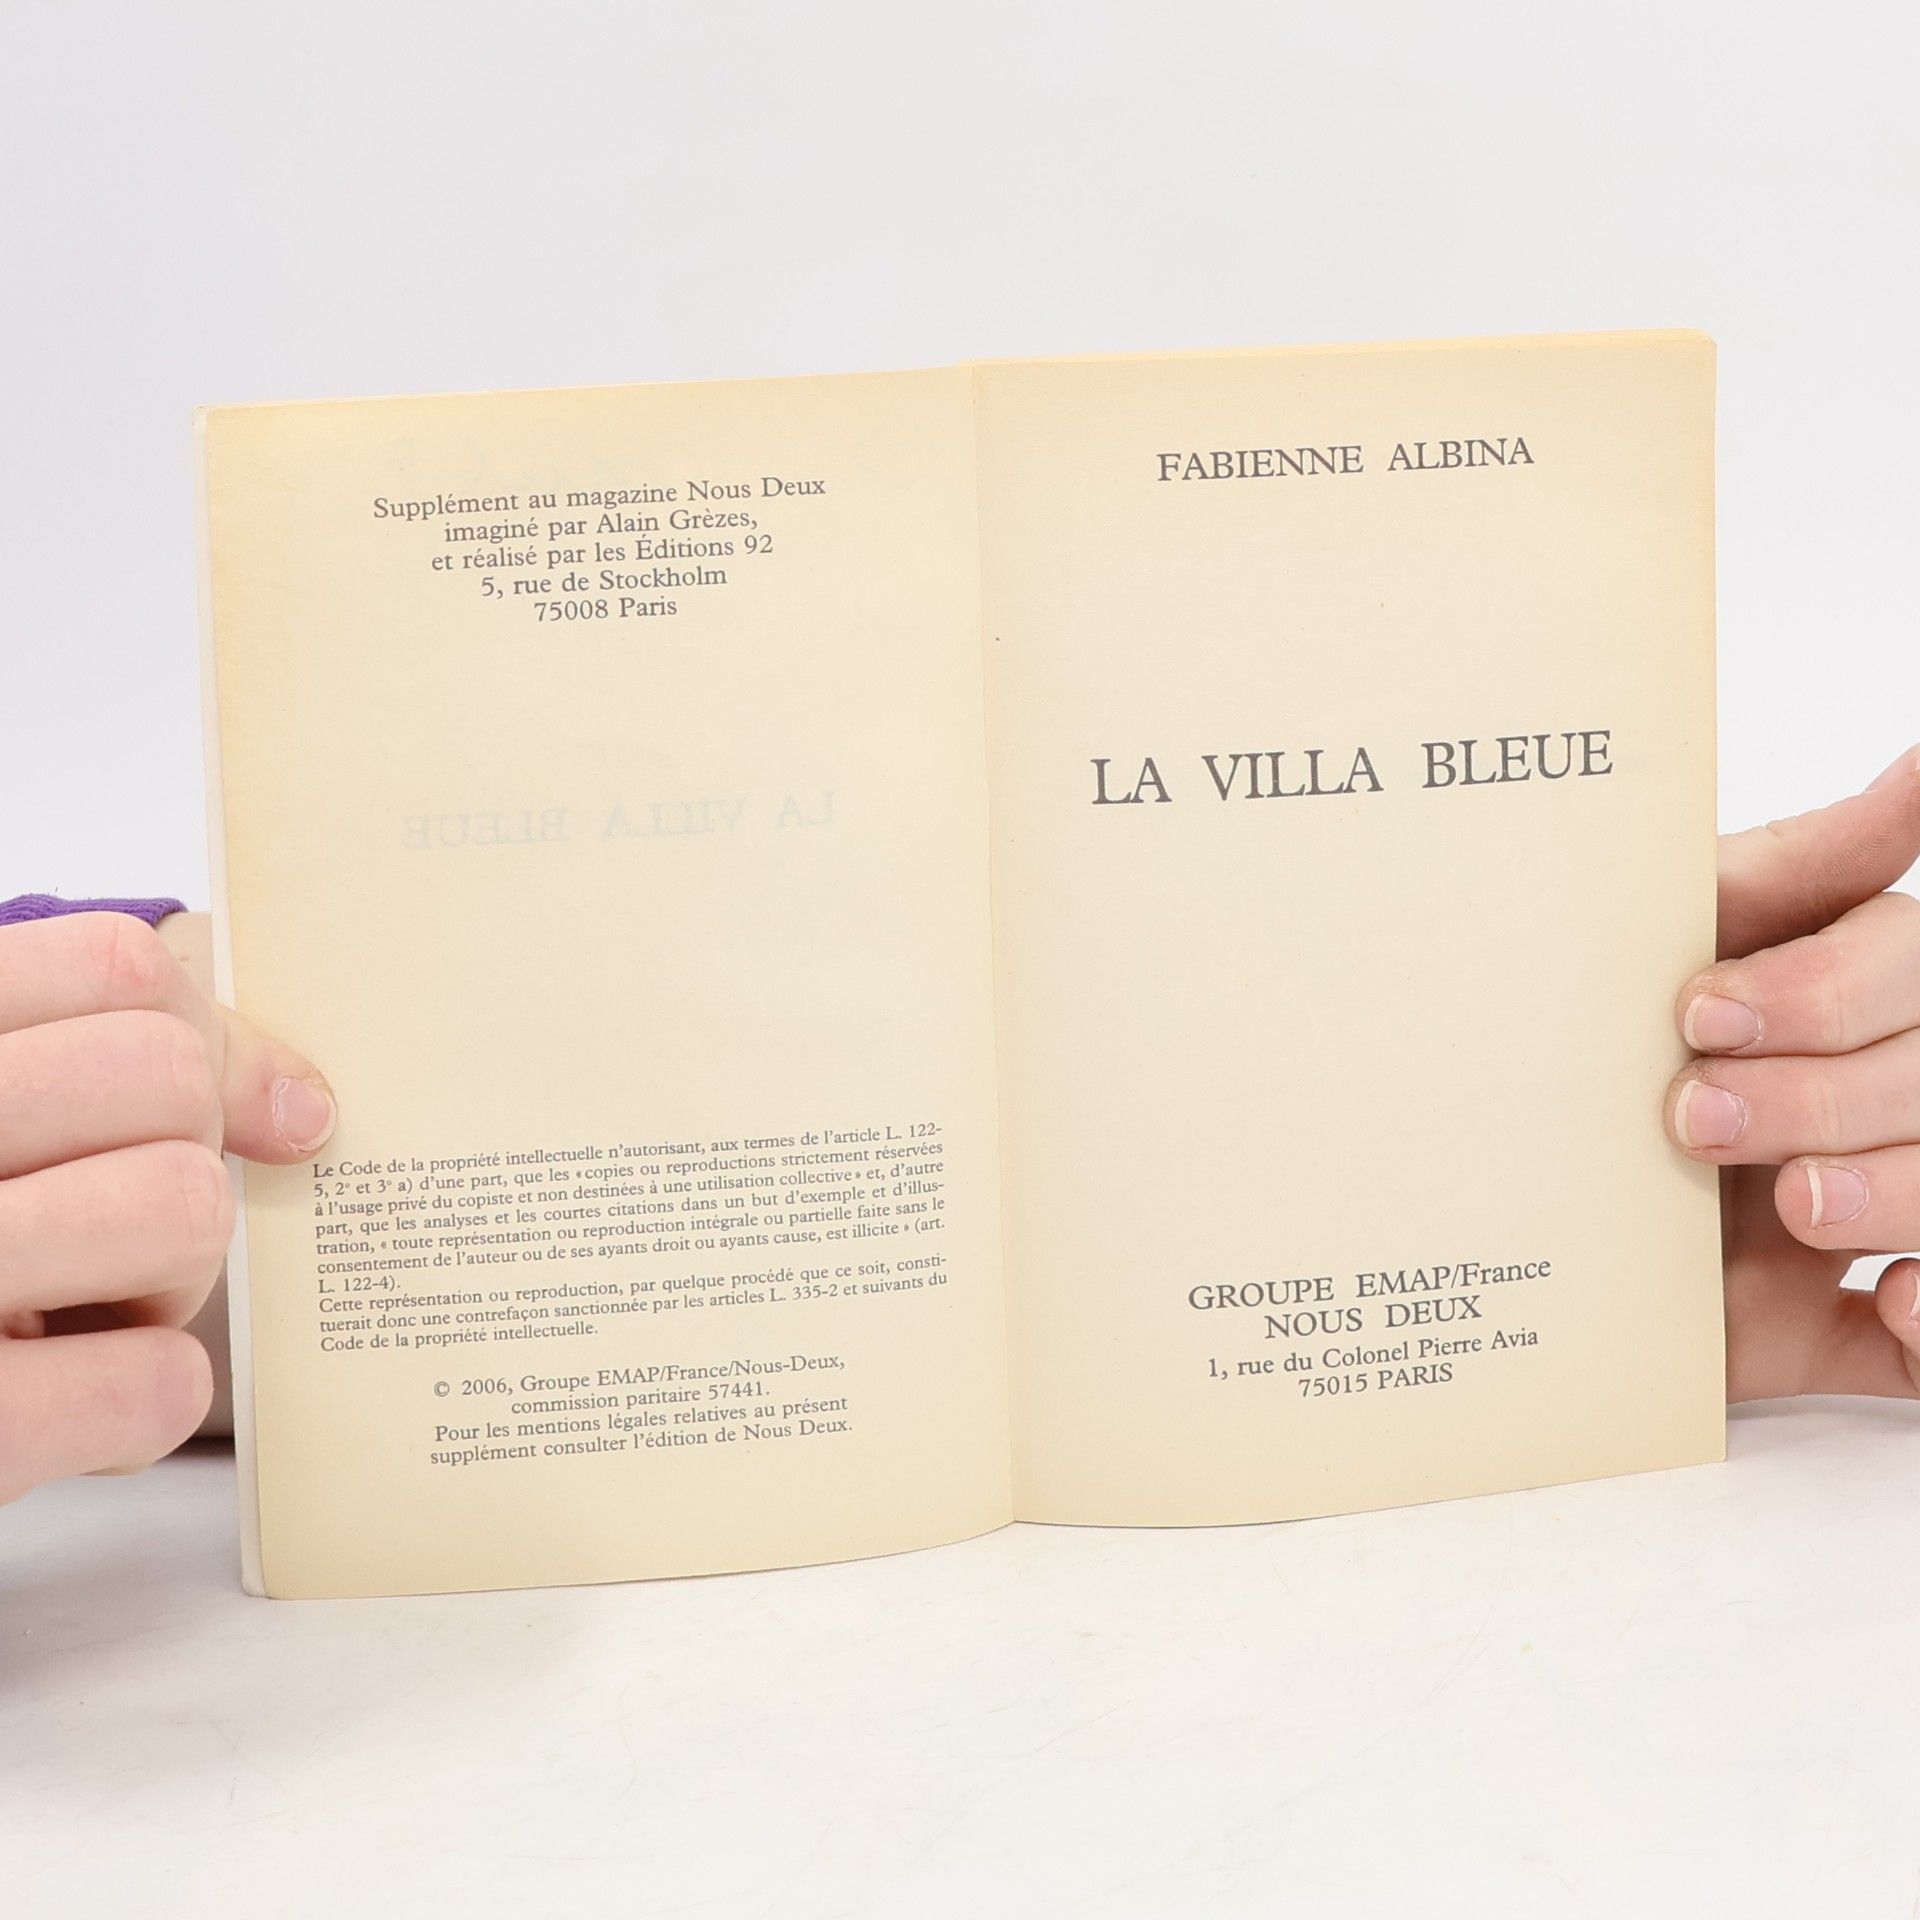 Supplément au magazine Nous Deux
imaginé par Alain Grèzes,
et réalisé par les Éditions 92
5, rue de Stockholm
75008 Paris
Le Code de la propriété intellectuelle n'autorisant, aux termes de l'article L. 122-
5, 2° et 3° a) d'une part, que les « copies ou reproductions strictement réservées
à l'usage privé du copiste et non destinées à une utilisation collective » et, d'autre
part, que les analyses et les courtes citations dans un but d'exemple et d'illus-
tration, « toute représentation ou reproduction intégrale ou partielle faite sans le
consentement de l'auteur ou de ses ayants droit ou ayants cause, est illicite » (art.
L. 122-4).
Cette représentation ou reproduction, par quelque procédé que ce soit, consti-
tuerait donc une contrefaçon sanctionnée par les articles L. 335-2 et suivants du
Code de la propriété intellectuelle.
© 2006, Groupe EMAP/France/Nous-Deux,
commission paritaire 57441.
Pour les mentions légales relatives au présent
supplément consulter l'édition de Nous Deux.
FABIENNE ALBINA
LA VILLA BLEUE
GROUPE EMAP/France
NOUS DEUX
1, rue du Colonel Pierre Avia
75015 PARIS